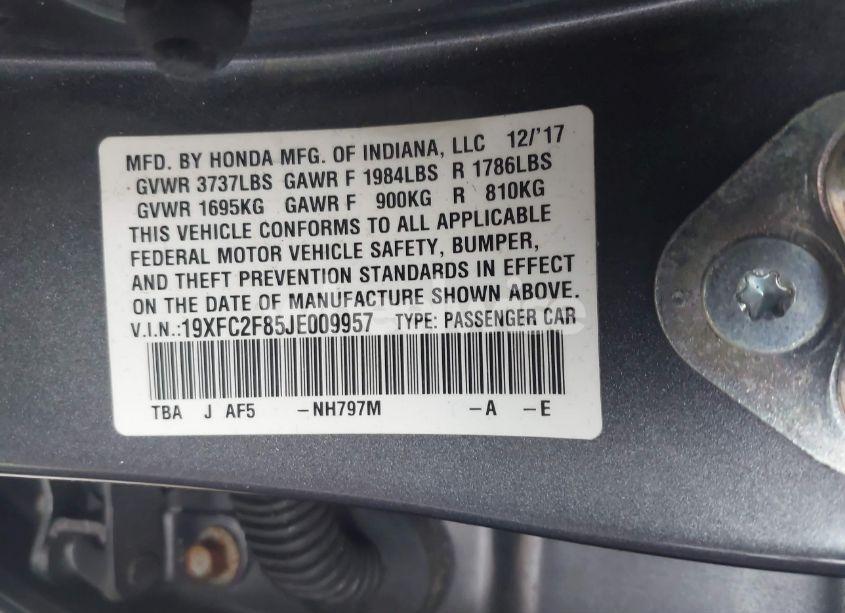 MFD. BY HONDA MFG. OF INDIANA, LLC 12/'17
GVWR 3737LBS GAWR F 1984LBS R 1786LBS
GVWR 1695KG GAWR F 900KG R 810KG
THIS VEHICLE CONFORMS TO ALL APPLICABLE
FEDERAL MOTOR VEHICLE SAFETY, BUMPER,
AND THEFT PREVENTION STANDARDS IN EFFECT
ON THE DATE OF MANUFACTURE SHOWN ABOVE.
V.I.N.:19XFC2F85JE009957 TYPE: PASSENGER CAR
TBA J AF5 -NH797M -A -E